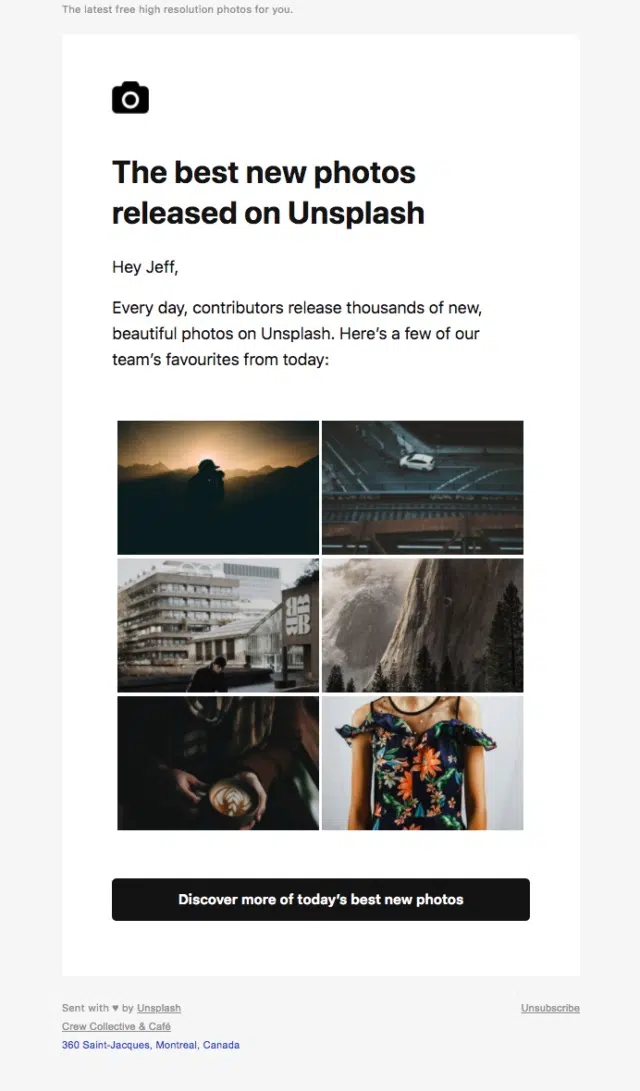 The latest free high resolution photos for you.
The best new photos
released on Unsplash
Hey Jeff,
Every day, contributors release thousands of new,
beautiful photos on Unsplash. Here’s a few of our
team’s favourites from today:
Discover more of today’s best new photos
Sent with ♥ by Unsplash
Unsubscribe
Crew Collective & Café
360 Saint-Jacques, Montreal, Canada